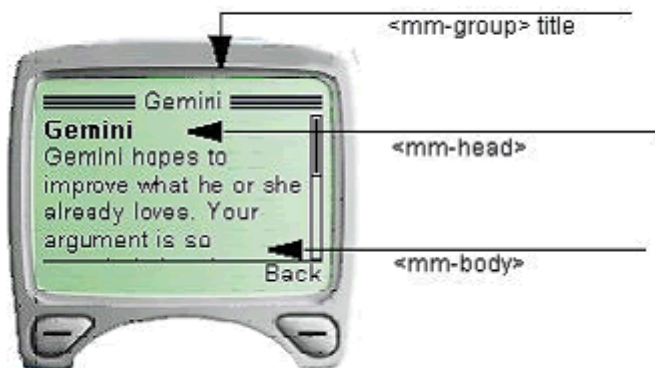 <mm-group> title
Gemini
Gemini
<mm-head>
Gemini hopes to
improve what he or she
already loves. Your
argument is so
<mm-body>
Back